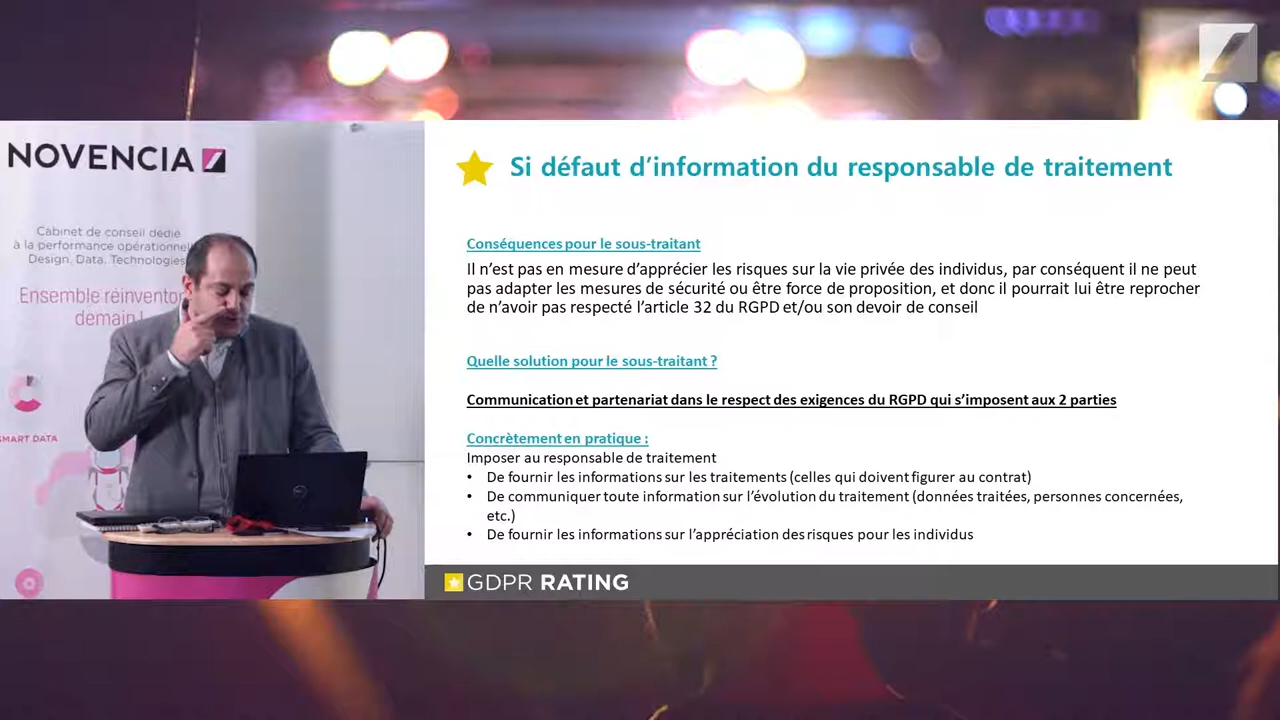 NOVENCIA
Cabinet de conseil dédié
à la performance opérationnel
Design, Data, Technologies
Ensemble réinventor
demain !
SMART DATA
DELL
Si défaut d’information du responsable de traitement
Conséquences pour le sous-traitant
Il n’est pas en mesure d’apprécier les risques sur la vie privée des individus, par conséquent il ne peut
pas adapter les mesures de sécurité ou être force de proposition, et donc il pourrait lui être reprocher
de n’avoir pas respecté l’article 32 du RGPD et/ou son devoir de conseil
Quelle solution pour le sous-traitant ?
Communication et partenariat dans le respect des exigences du RGPD qui s’imposent aux 2 parties
Concrètement en pratique :
Imposer au responsable de traitement
• De fournir les informations sur les traitements (celles qui doivent figurer au contrat)
• De communiquer toute information sur l’évolution du traitement (données traitées, personnes concernées,
etc.)
• De fournir les informations sur l’appréciation des risques pour les individus
GDPR RATING